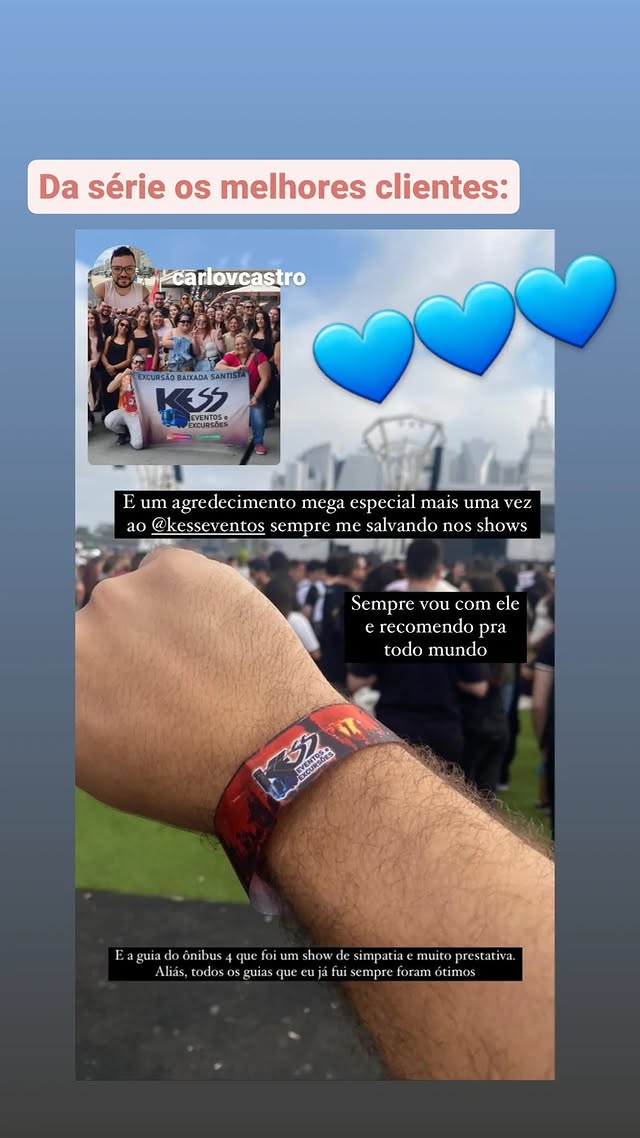 Da série os melhores clientes:
carlovcastro
EXCURSÃO BAIXADA SANTISTA
KESS
EVENTOS e
EXCURSÕES
E um agredecimento mega especial mais uma vez
ao @kesseventos sempre me salvando nos shows
Sempre vou com ele
e recomendo pra
todo mundo
KESS
EVENTOS e
EXCURSÕES
E a guia do ônibus 4 que foi um show de simpatia e muito prestativa.
Aliás, todos os guias que eu já fui sempre foram ótimos